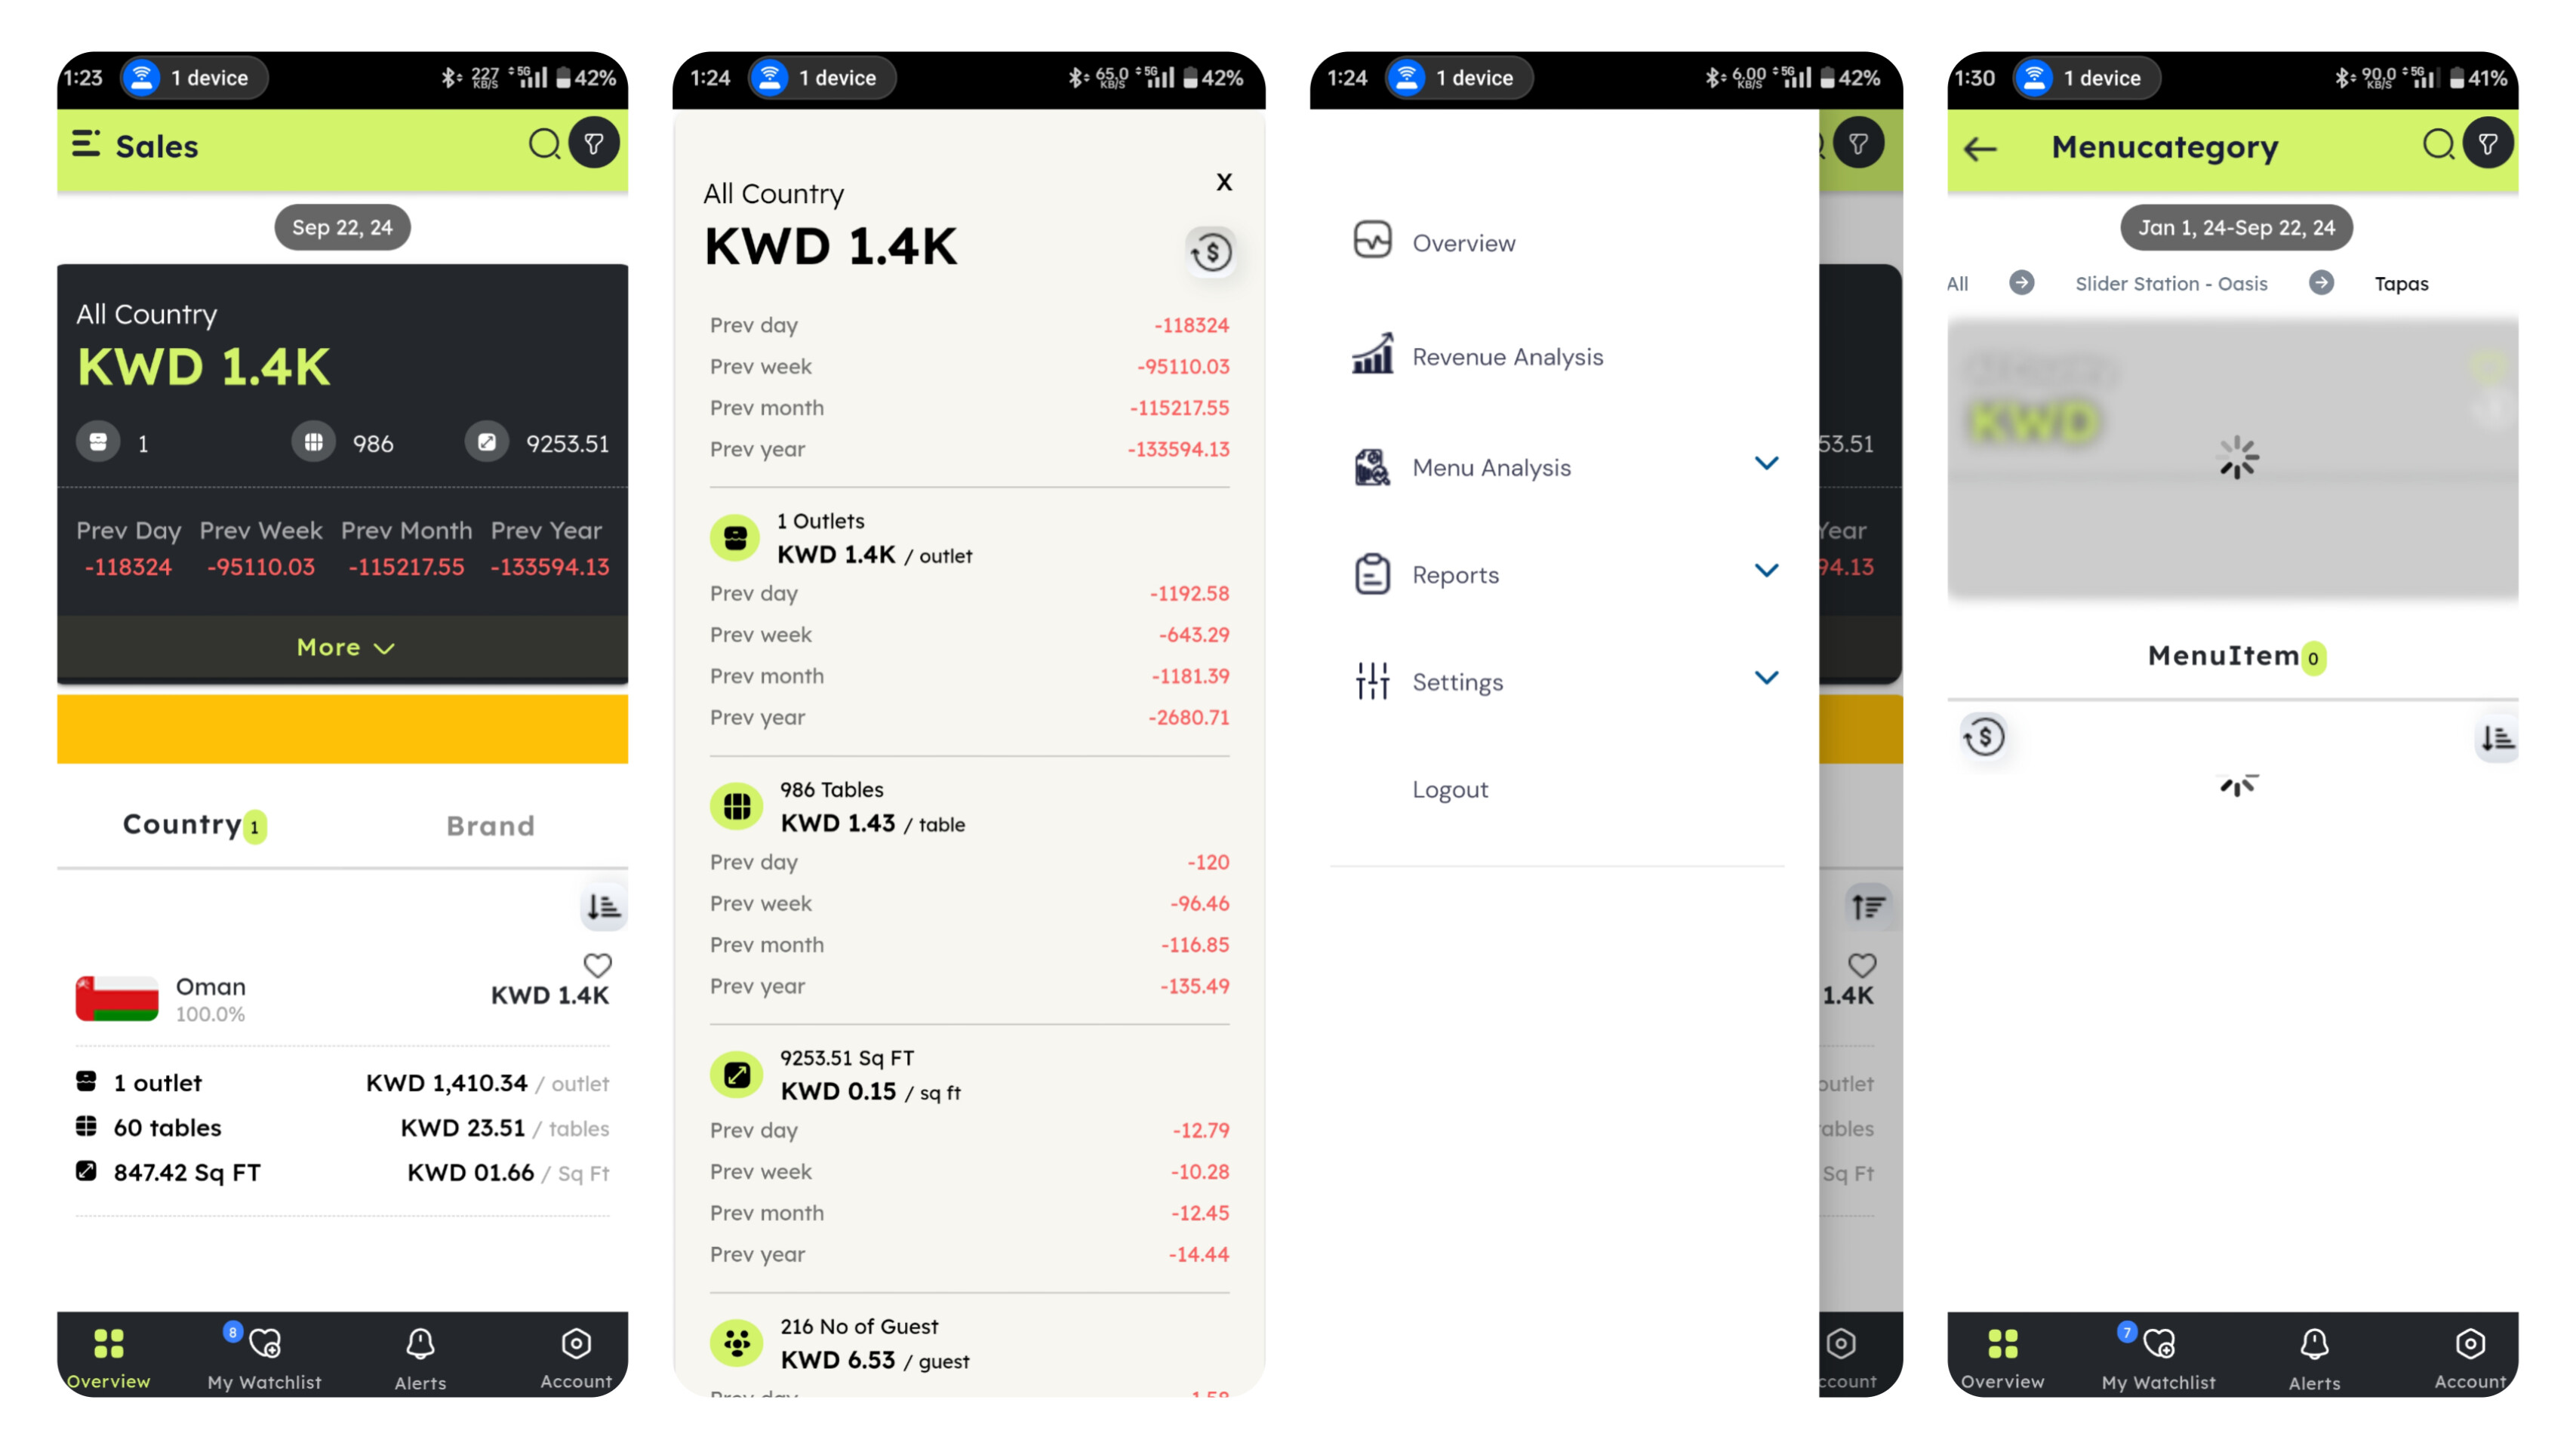 1:23 1 device 227 KB/S 5G 42%
Sales
Sep 22, 24
All Country
KWD 1.4K
1 986 9253.51
Prev Day Prev Week Prev Month Prev Year
-118324 -95110.03 -115217.55 -133594.13
More
Country 1 Brand
Oman
100.0%
KWD 1.4K
1 outlet KWD 1,410.34 / outlet
60 tables KWD 23.51 / tables
847.42 Sq FT KWD 01.66 / Sq Ft
8
Overview My Watchlist Alerts Account
1:24 1 device 65.0 KB/S 5G 42%
X
All Country
KWD 1.4K
$
Prev day -118324
Prev week -95110.03
Prev month -115217.55
Prev year -133594.13
1 Outlets
KWD 1.4K / outlet
Prev day -1192.58
Prev week -643.29
Prev month -1181.39
Prev year -2680.71
986 Tables
KWD 1.43 / table
Prev day -120
Prev week -96.46
Prev month -116.85
Prev year -135.49
9253.51 Sq FT
KWD 0.15 / sq ft
Prev day -12.79
Prev week -10.28
Prev month -12.45
Prev year -14.44
216 No of Guest
KWD 6.53 / guest
Prev day 1.58
1:24 1 device 6.00 KB/S 5G 42%
Overview
Revenue Analysis
Menu Analysis
Reports
Settings
Logout
53.51
Year
94.13
1.4K
outlet
ables
Sq Ft
ccount
1:30 1 device 90.0 KB/S 5G 41%
Menucategory
Jan 1, 24-Sep 22, 24
All Slider Station - Oasis Tapas
KWD
MenuItem 0
$
7
Overview My Watchlist Alerts Account